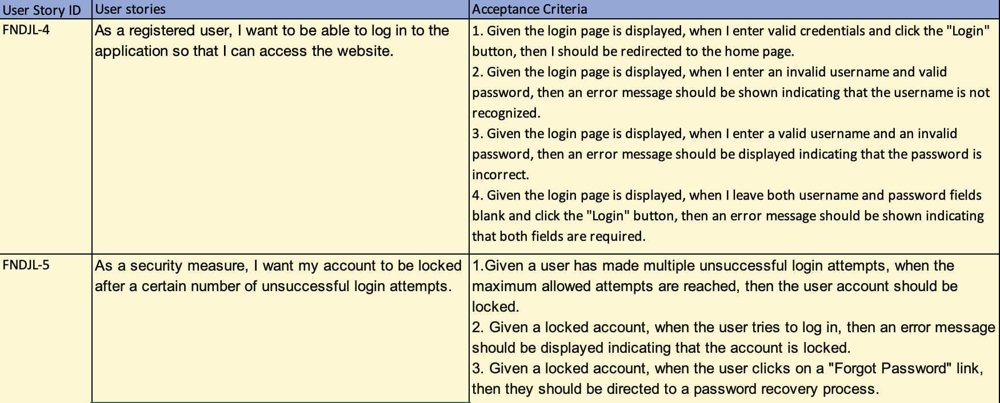 User Story ID User stories Acceptance Criteria
FNDJL-4
As a registered user, I want to be able to log in to the
application so that I can access the website.
1. Given the login page is displayed, when I enter valid credentials and click the "Login"
button, then I should be redirected to the home page.
2. Given the login page is displayed, when I enter an invalid username and valid
password, then an error message should be shown indicating that the username is not
recognized.
3. Given the login page is displayed, when I enter a valid username and an invalid
password, then an error message should be displayed indicating that the password is
incorrect.
4. Given the login page is displayed, when I leave both username and password fields
blank and click the "Login" button, then an error message should be shown indicating
that both fields are required.
FNDJL-5
As a security measure, I want my account to be locked
after a certain number of unsuccessful login attempts.
1.Given a user has made multiple unsuccessful login attempts, when the
maximum allowed attempts are reached, then the user account should be
locked.
2. Given a locked account, when the user tries to log in, then an error message
should be displayed indicating that the account is locked.
3. Given a locked account, when the user clicks on a "Forgot Password" link,
then they should be directed to a password recovery process.